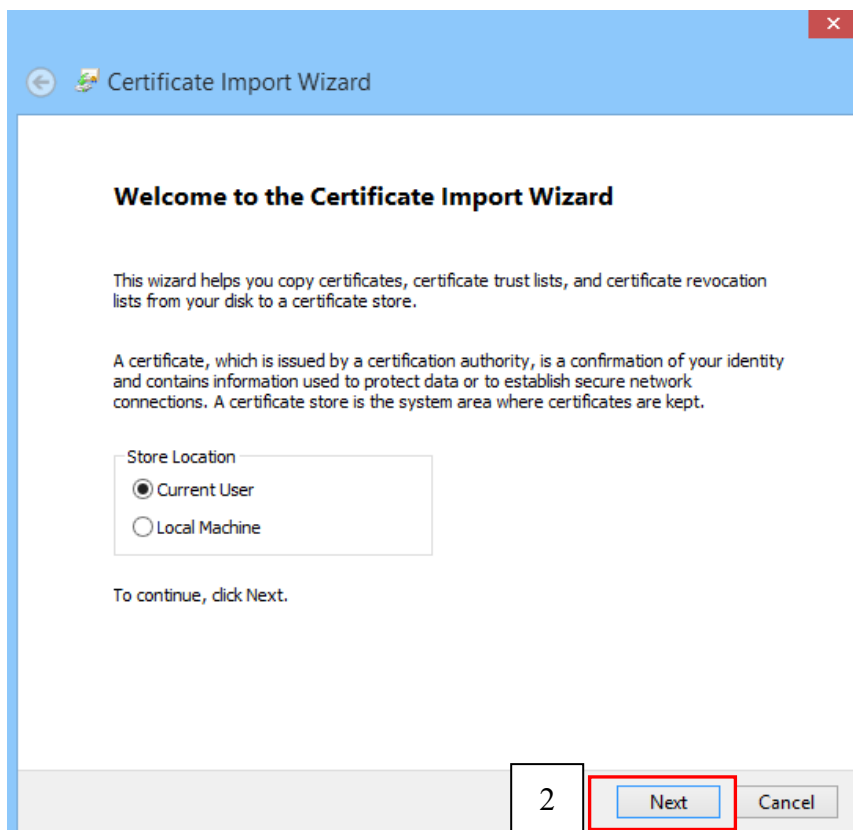 Certificate Import Wizard
Welcome to the Certificate Import Wizard
This wizard helps you copy certificates, certificate trust lists, and certificate revocation
lists from your disk to a certificate store.
A certificate, which is issued by a certification authority, is a confirmation of your identity
and contains information used to protect data or to establish secure network
connections. A certificate store is the system area where certificates are kept.
Store Location
Current User
Local Machine
To continue, click Next.
2 Next Cancel